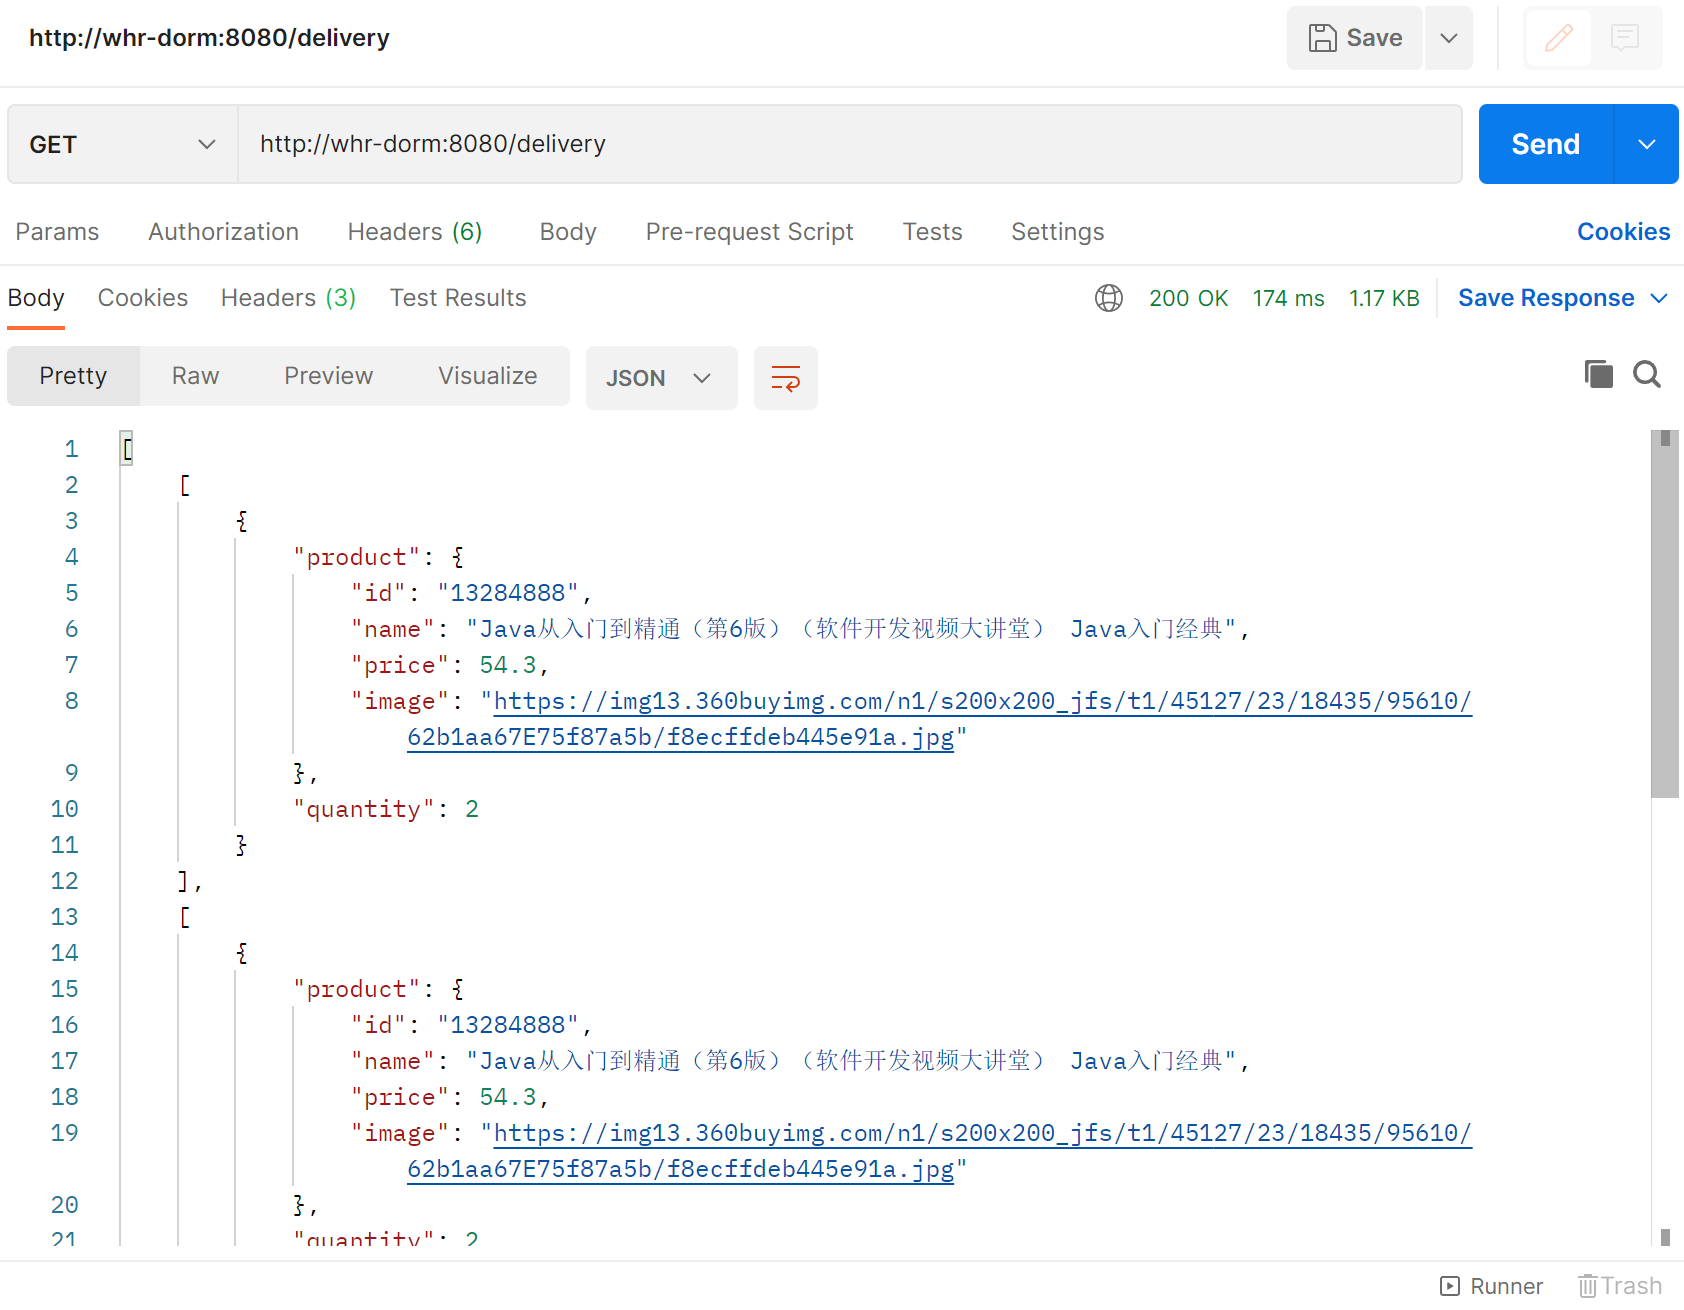 http://whr-dorm:8080/delivery
Save
GET http://whr-dorm:8080/delivery Send
Params Authorization Headers (6) Body Pre-request Script Tests Settings Cookies
Body Cookies Headers (3) Test Results 200 OK 174 ms 1.17 KB Save Response
Pretty Raw Preview Visualize JSON
1 [
2 [
3 {
4 "product": {
5 "id": "13284888",
6 "name": "Java从入门到精通（第6版）（软件开发视频大讲堂） Java入门经典",
7 "price": 54.3,
8 "image": "https://img13.360buyimg.com/n1/s200x200_jfs/t1/45127/23/18435/95610/
62b1aa67E75f87a5b/f8ecffdeb445e91a.jpg"
9 },
10 "quantity": 2
11 }
12 ],
13 [
14 {
15 "product": {
16 "id": "13284888",
17 "name": "Java从入门到精通（第6版）（软件开发视频大讲堂） Java入门经典",
18 "price": 54.3,
19 "image": "https://img13.360buyimg.com/n1/s200x200_jfs/t1/45127/23/18435/95610/
62b1aa67E75f87a5b/f8ecffdeb445e91a.jpg"
20 },
21 "quantity": 2
Runner Trash